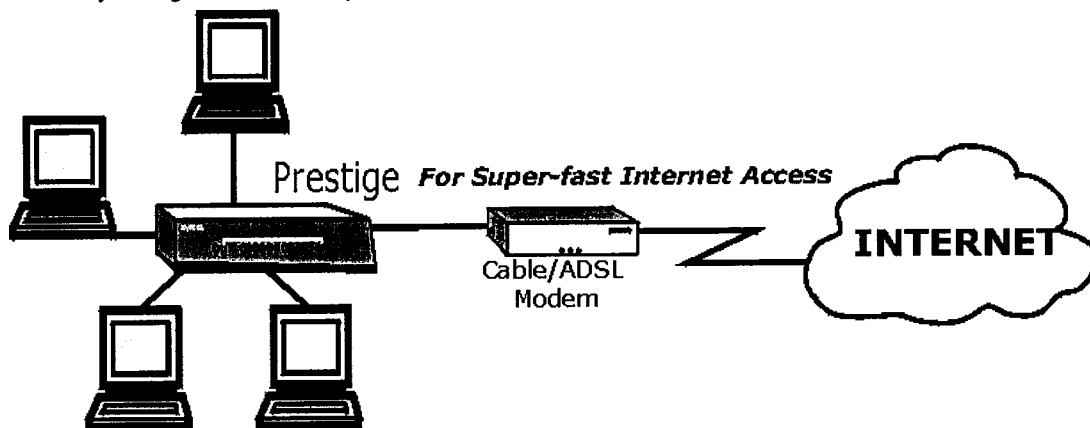 Prestige For Super-fast Internet Access
INTERNET
Cable/ADSL
Modem